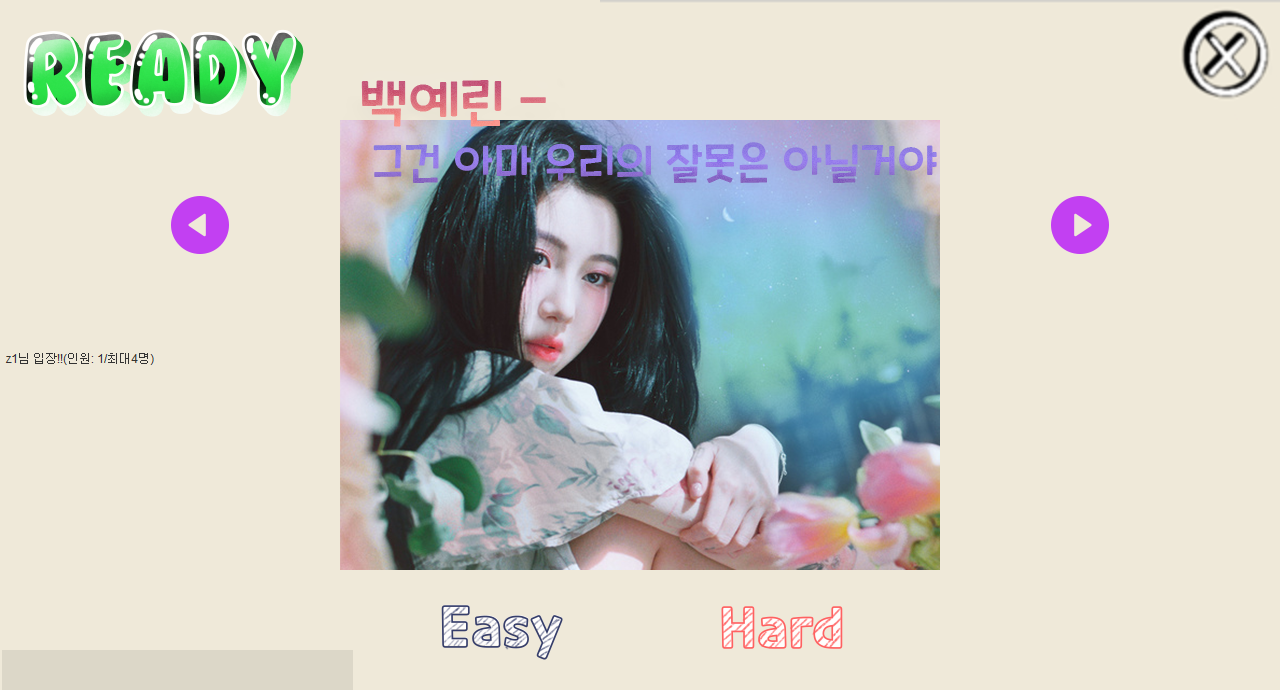 READY
백예린 -
그건 아마 우리의 잘못은 아닐거야
z1님 입장!!(인원: 1/최대4명)
Easy
Hard